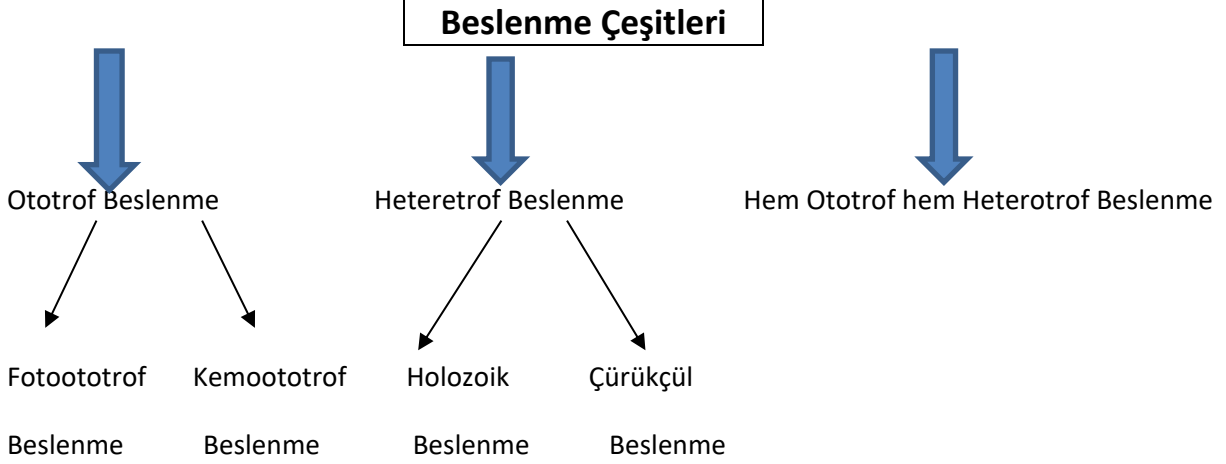 Beslenme Çeşitleri
Ototrof Beslenme Heteretrof Beslenme Hem Ototrof hem Heterotrof Beslenme
Fotoototrof Kemoototrof Holozoik Çürükçül
Beslenme Beslenme Beslenme Beslenme